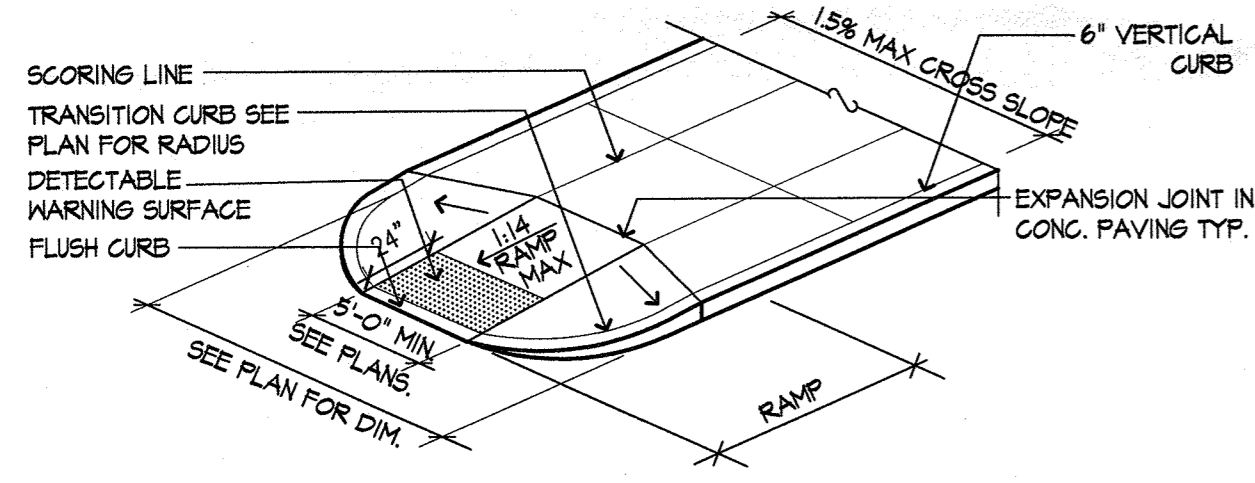 1.5% MAX CROSS SLOPE
6" VERTICAL
CURB
SCORING LINE
TRANSITION CURB SEE
PLAN FOR RADIUS
DETECTABLE
WARNING SURFACE
FLUSH CURB
24"
1:14
RAMP
MAX
EXPANSION JOINT IN
CONC. PAVING TYP.
5'-0" MIN.
SEE PLANS.
SEE PLAN FOR DIM.
RAMP